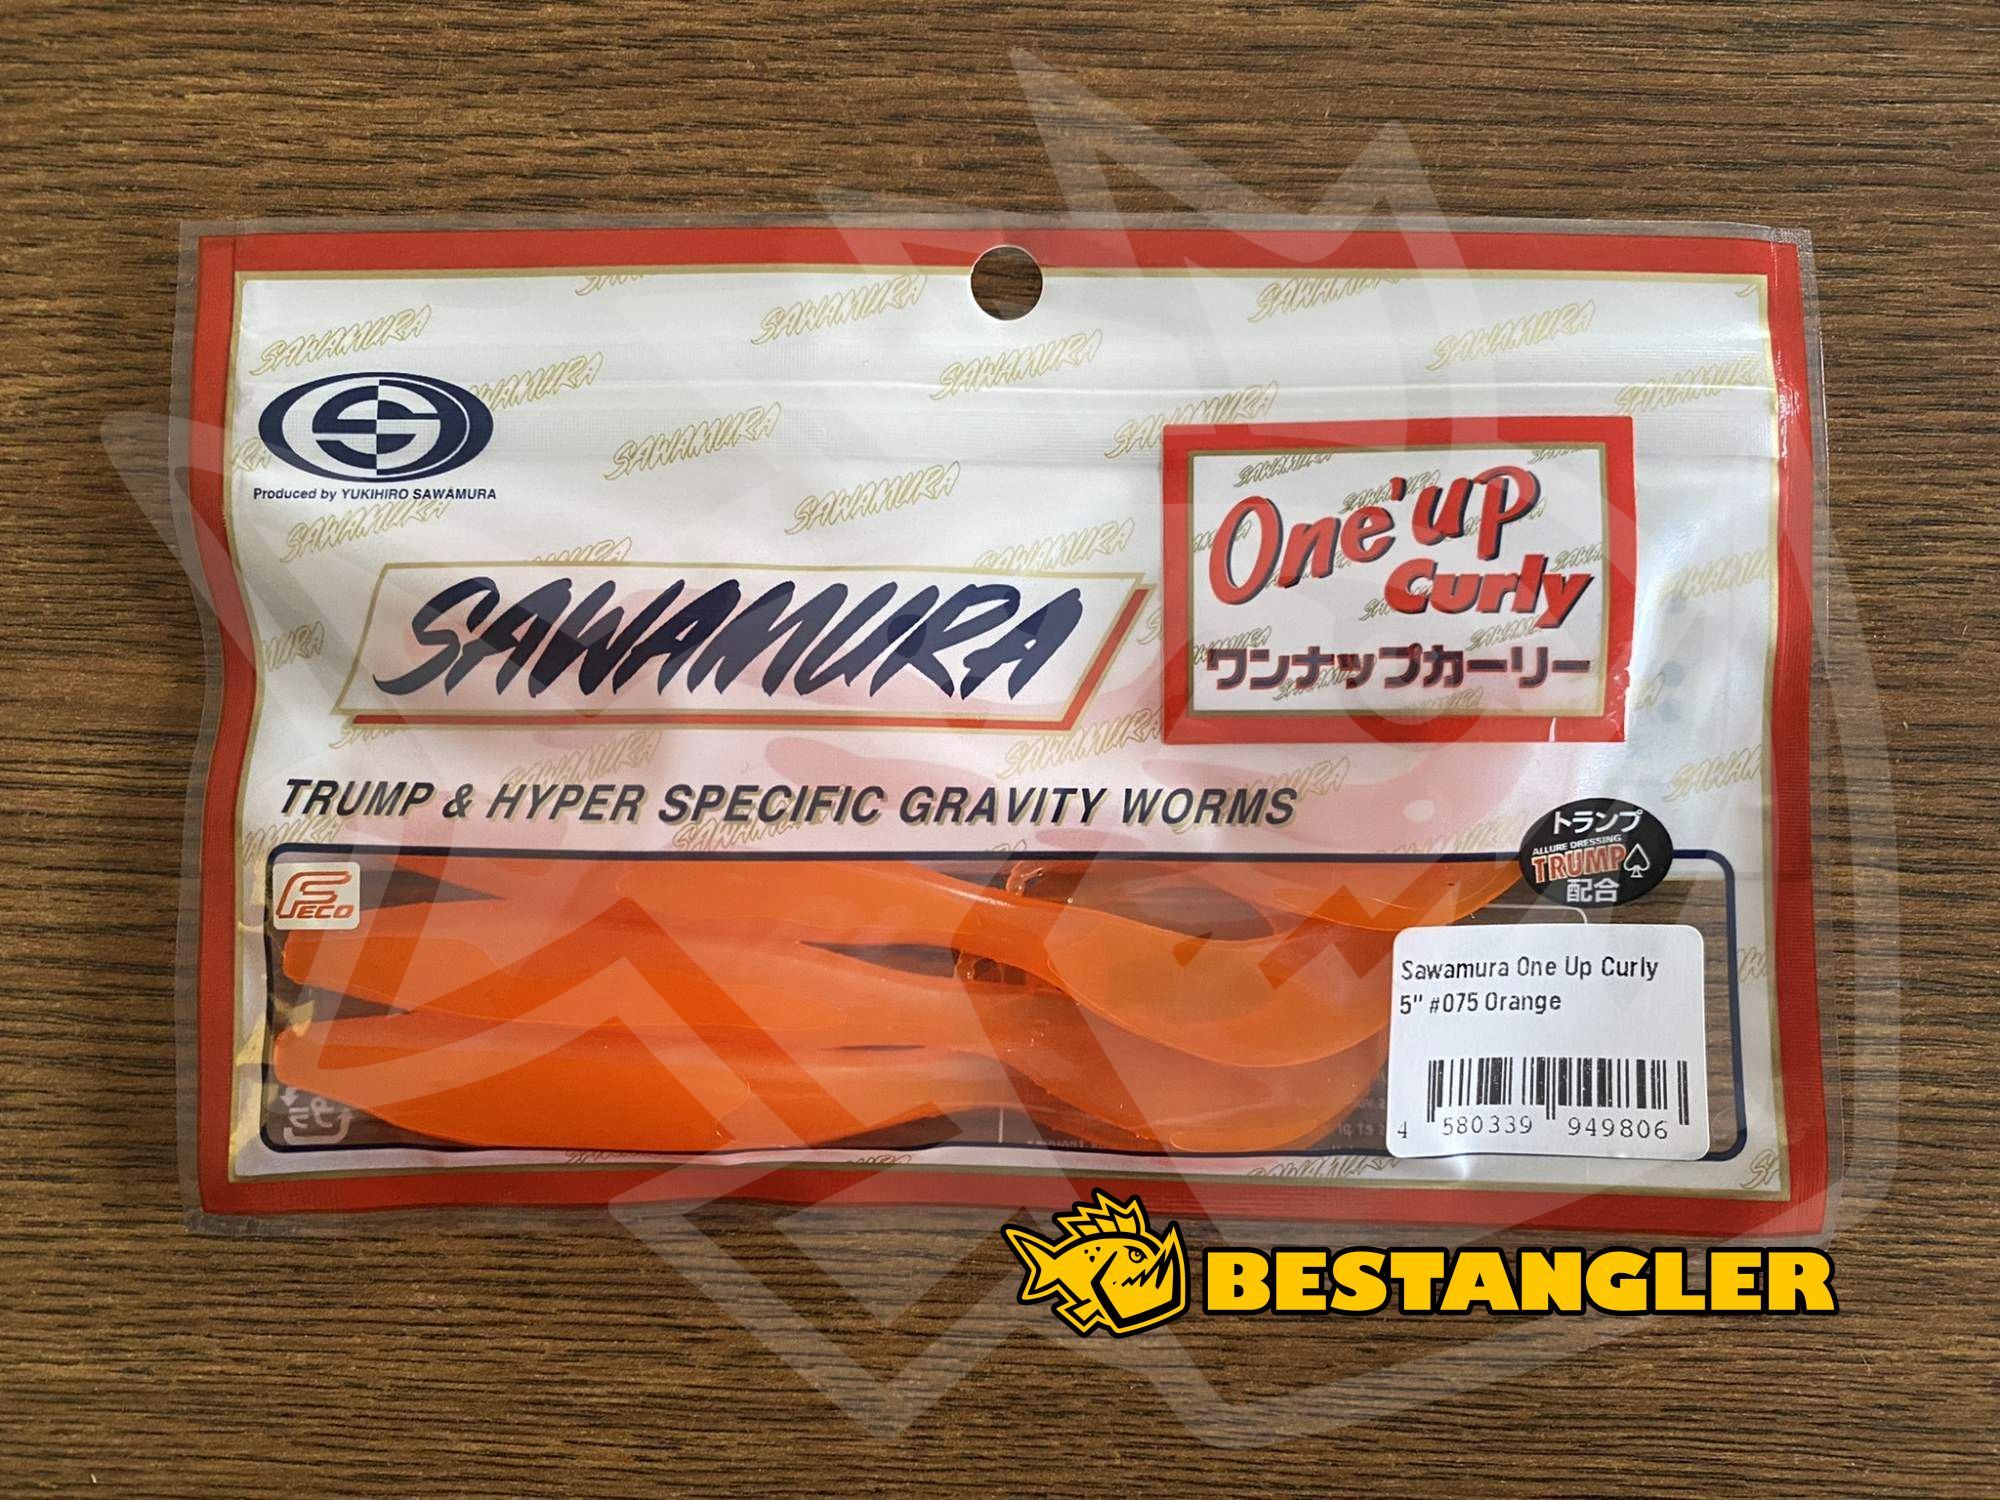 Produced by YUKIHIRO SAWAMURA
SAWAMURA
One'up
Curly
ワンナップカーリー
TRUMP & HYPER SPECIFIC GRAVITY WORMS
トランプ
ALLURE DRESSING
TRUMP
配合
FECO
Sawamura One Up Curly
5" #075 Orange
4 580339 949806
BESTANGLER